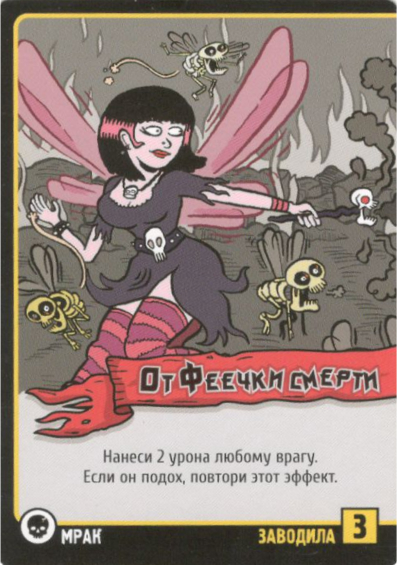 От Феечки смерти
Нанеси 2 урона любому врагу.
Если он подох, повтори этот эффект.
МРАК
ЗАВОДИЛА 3